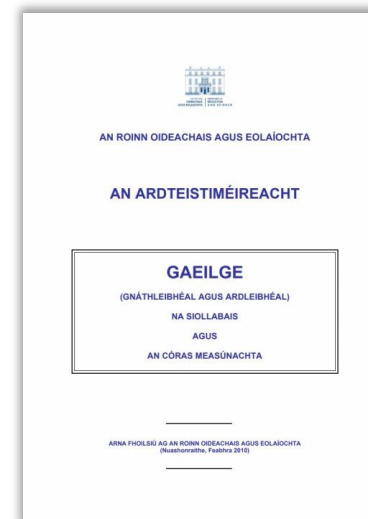 AN ROINN OIDEACHAIS AGUS EOLAÍOCHTA
AN ARDTEISTIMÉIREACHT
GAEILGE
(GNÁTHLEIBHÉAL AGUS ARDLEIBHÉAL)
NA SIOLLABAIS
AGUS
AN CÓRAS MEASÚNACHTA
ARNA FHOILSIÚ AG AN ROINN OIDEACHAIS AGUS EOLAÍOCHTA
(Nuashonraithe, Feabhra 2010)